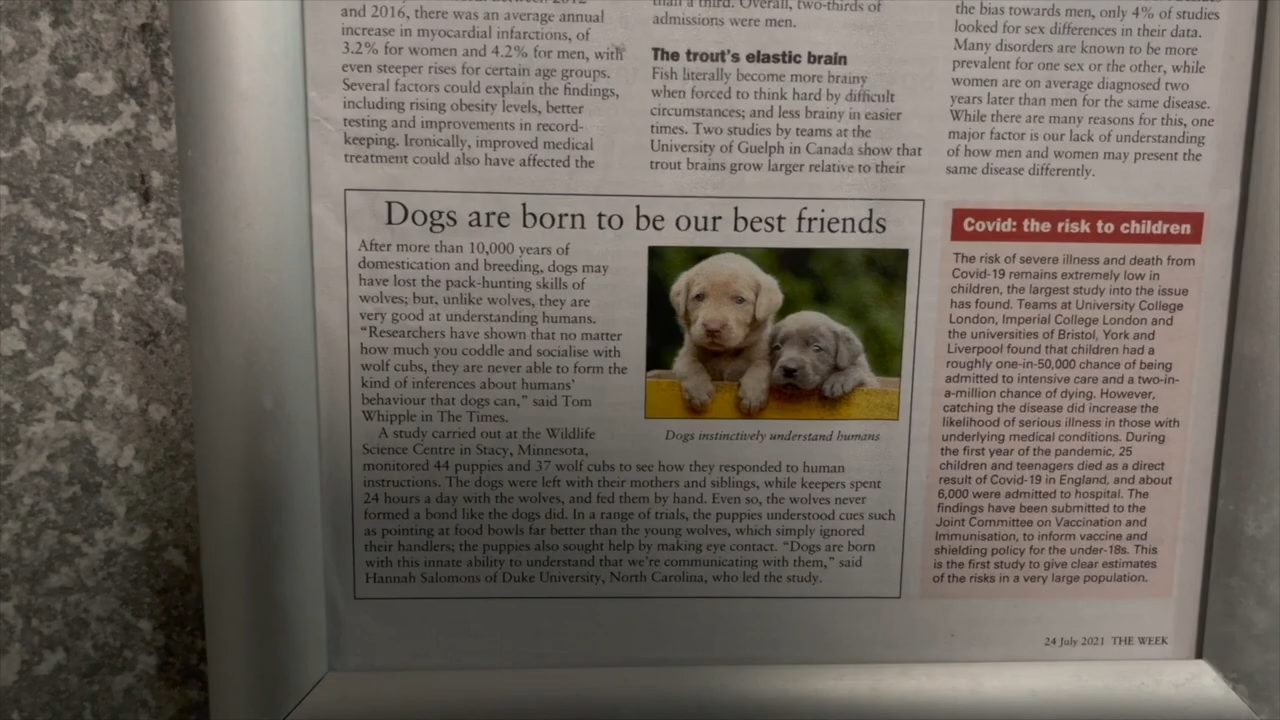 and 2016, there was an average annual
increase in myocardial infarctions, of
3.2% for women and 4.2% for men, with
even steeper rises for certain age groups.
Several factors could explain the findings,
including rising obesity levels, better
testing and improvements in record-
keeping. Ironically, improved medical
treatment could also have affected the
than a third. Overall, two-thirds of
admissions were men.
The trout's elastic brain
Fish literally become more brainy
when forced to think hard by difficult
circumstances; and less brainy in easier
times. Two studies by teams at the
University of Guelph in Canada show that
trout brains grow larger relative to their
the bias towards men, only 4% of studies
looked for sex differences in their data.
Many disorders are known to be more
prevalent for one sex or the other, while
women are on average diagnosed two
years later than men for the same disease.
While there are many reasons for this, one
major factor is our lack of understanding
of how men and women may present the
same disease differently.
Dogs are born to be our best friends
After more than 10,000 years of
domestication and breeding, dogs may
have lost the pack-hunting skills of
wolves; but, unlike wolves, they are
very good at understanding humans.
"Researchers have shown that no matter
how much you coddle and socialise with
wolf cubs, they are never able to form the
kind of inferences about humans'
behaviour that dogs can," said Tom
Whipple in The Times.
A study carried out at the Wildlife
Science Centre in Stacy, Minnesota,
monitored 44 puppies and 37 wolf cubs to see how they responded to human
instructions. The dogs were left with their mothers and siblings, while keepers spent
24 hours a day with the wolves, and fed them by hand. Even so, the wolves never
formed a bond like the dogs did. In a range of trials, the puppies understood cues such
as pointing at food bowls far better than the young wolves, which simply ignored
their handlers; the puppies also sought help by making eye contact. "Dogs are born
with this innate ability to understand that we're communicating with them," said
Hannah Salomons of Duke University, North Carolina, who led the study.
Dogs instinctively understand humans
Covid: the risk to children
The risk of severe illness and death from
Covid-19 remains extremely low in
children, the largest study into the issue
has found. Teams at University College
London, Imperial College London and
the universities of Bristol, York and
Liverpool found that children had a
roughly one-in-50,000 chance of being
admitted to intensive care and a two-in-
a-million chance of dying. However,
catching the disease did increase the
likelihood of serious illness in those with
underlying medical conditions. During
the first year of the pandemic, 25
children and teenagers died as a direct
result of Covid-19 in England, and about
6,000 were admitted to hospital. The
findings have been submitted to the
Joint Committee on Vaccination and
Immunisation, to inform vaccine and
shielding policy for the under-18s. This
is the first study to give clear estimates
of the risks in a very large population.
24 July 2021 THE WEEK